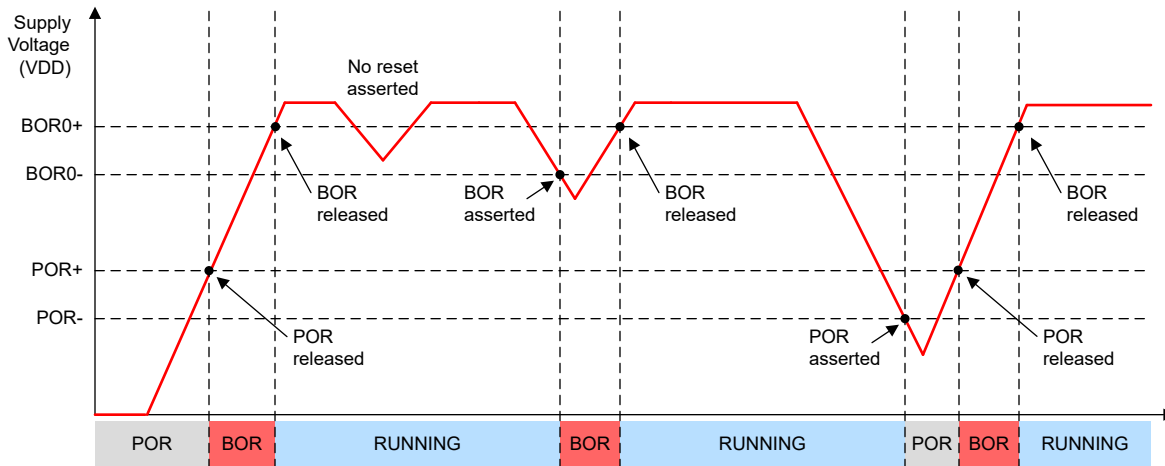 Supply
Voltage
(VDD)
No reset
asserted
BOR0+
BOR0-
BOR
released
BOR
asserted
BOR
released
BOR
released
POR+
POR-
POR
released
POR
asserted
POR
released
POR BOR RUNNING BOR RUNNING POR BOR RUNNING